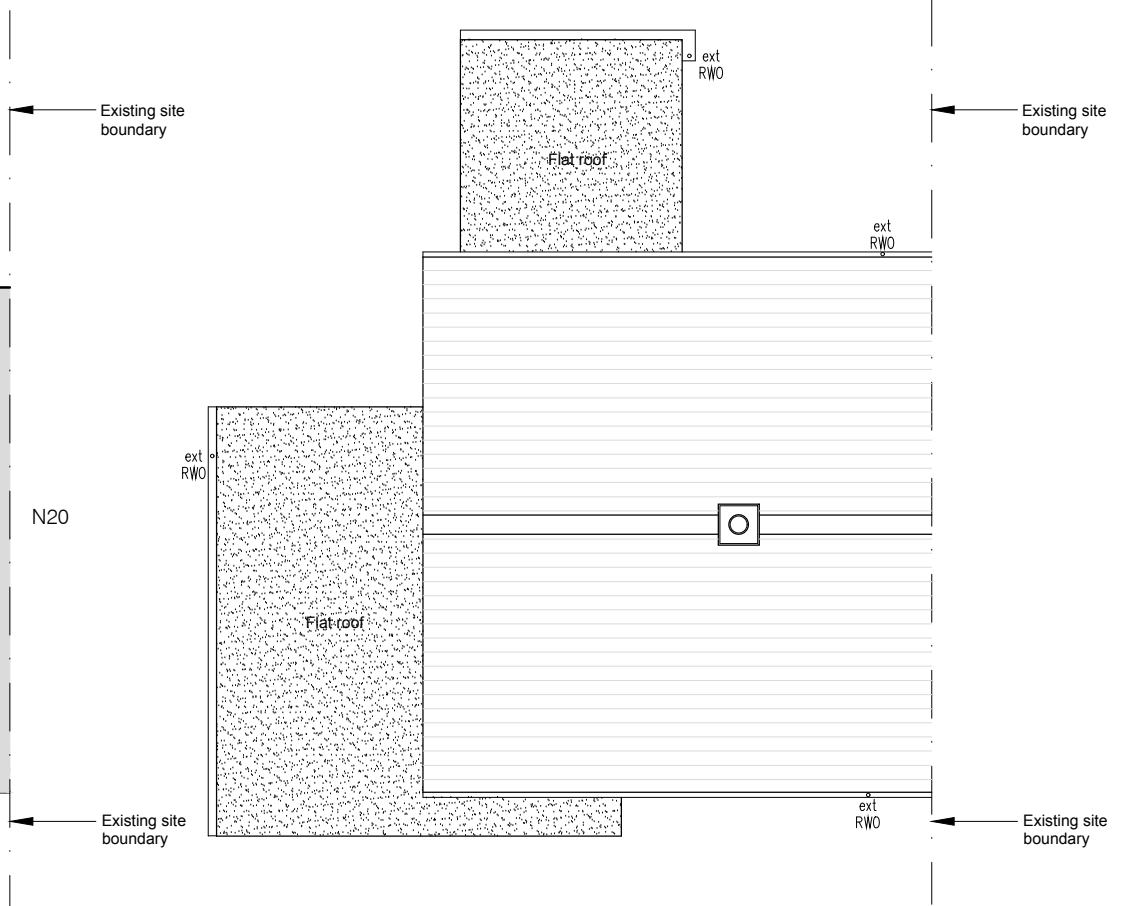 ext
RWO
Existing site
boundary
Existing site
boundary
Flat roof
ext
RWO
ext
RWO
N20
Flat roof
ext
RWO
Existing site
boundary
Existing site
boundary